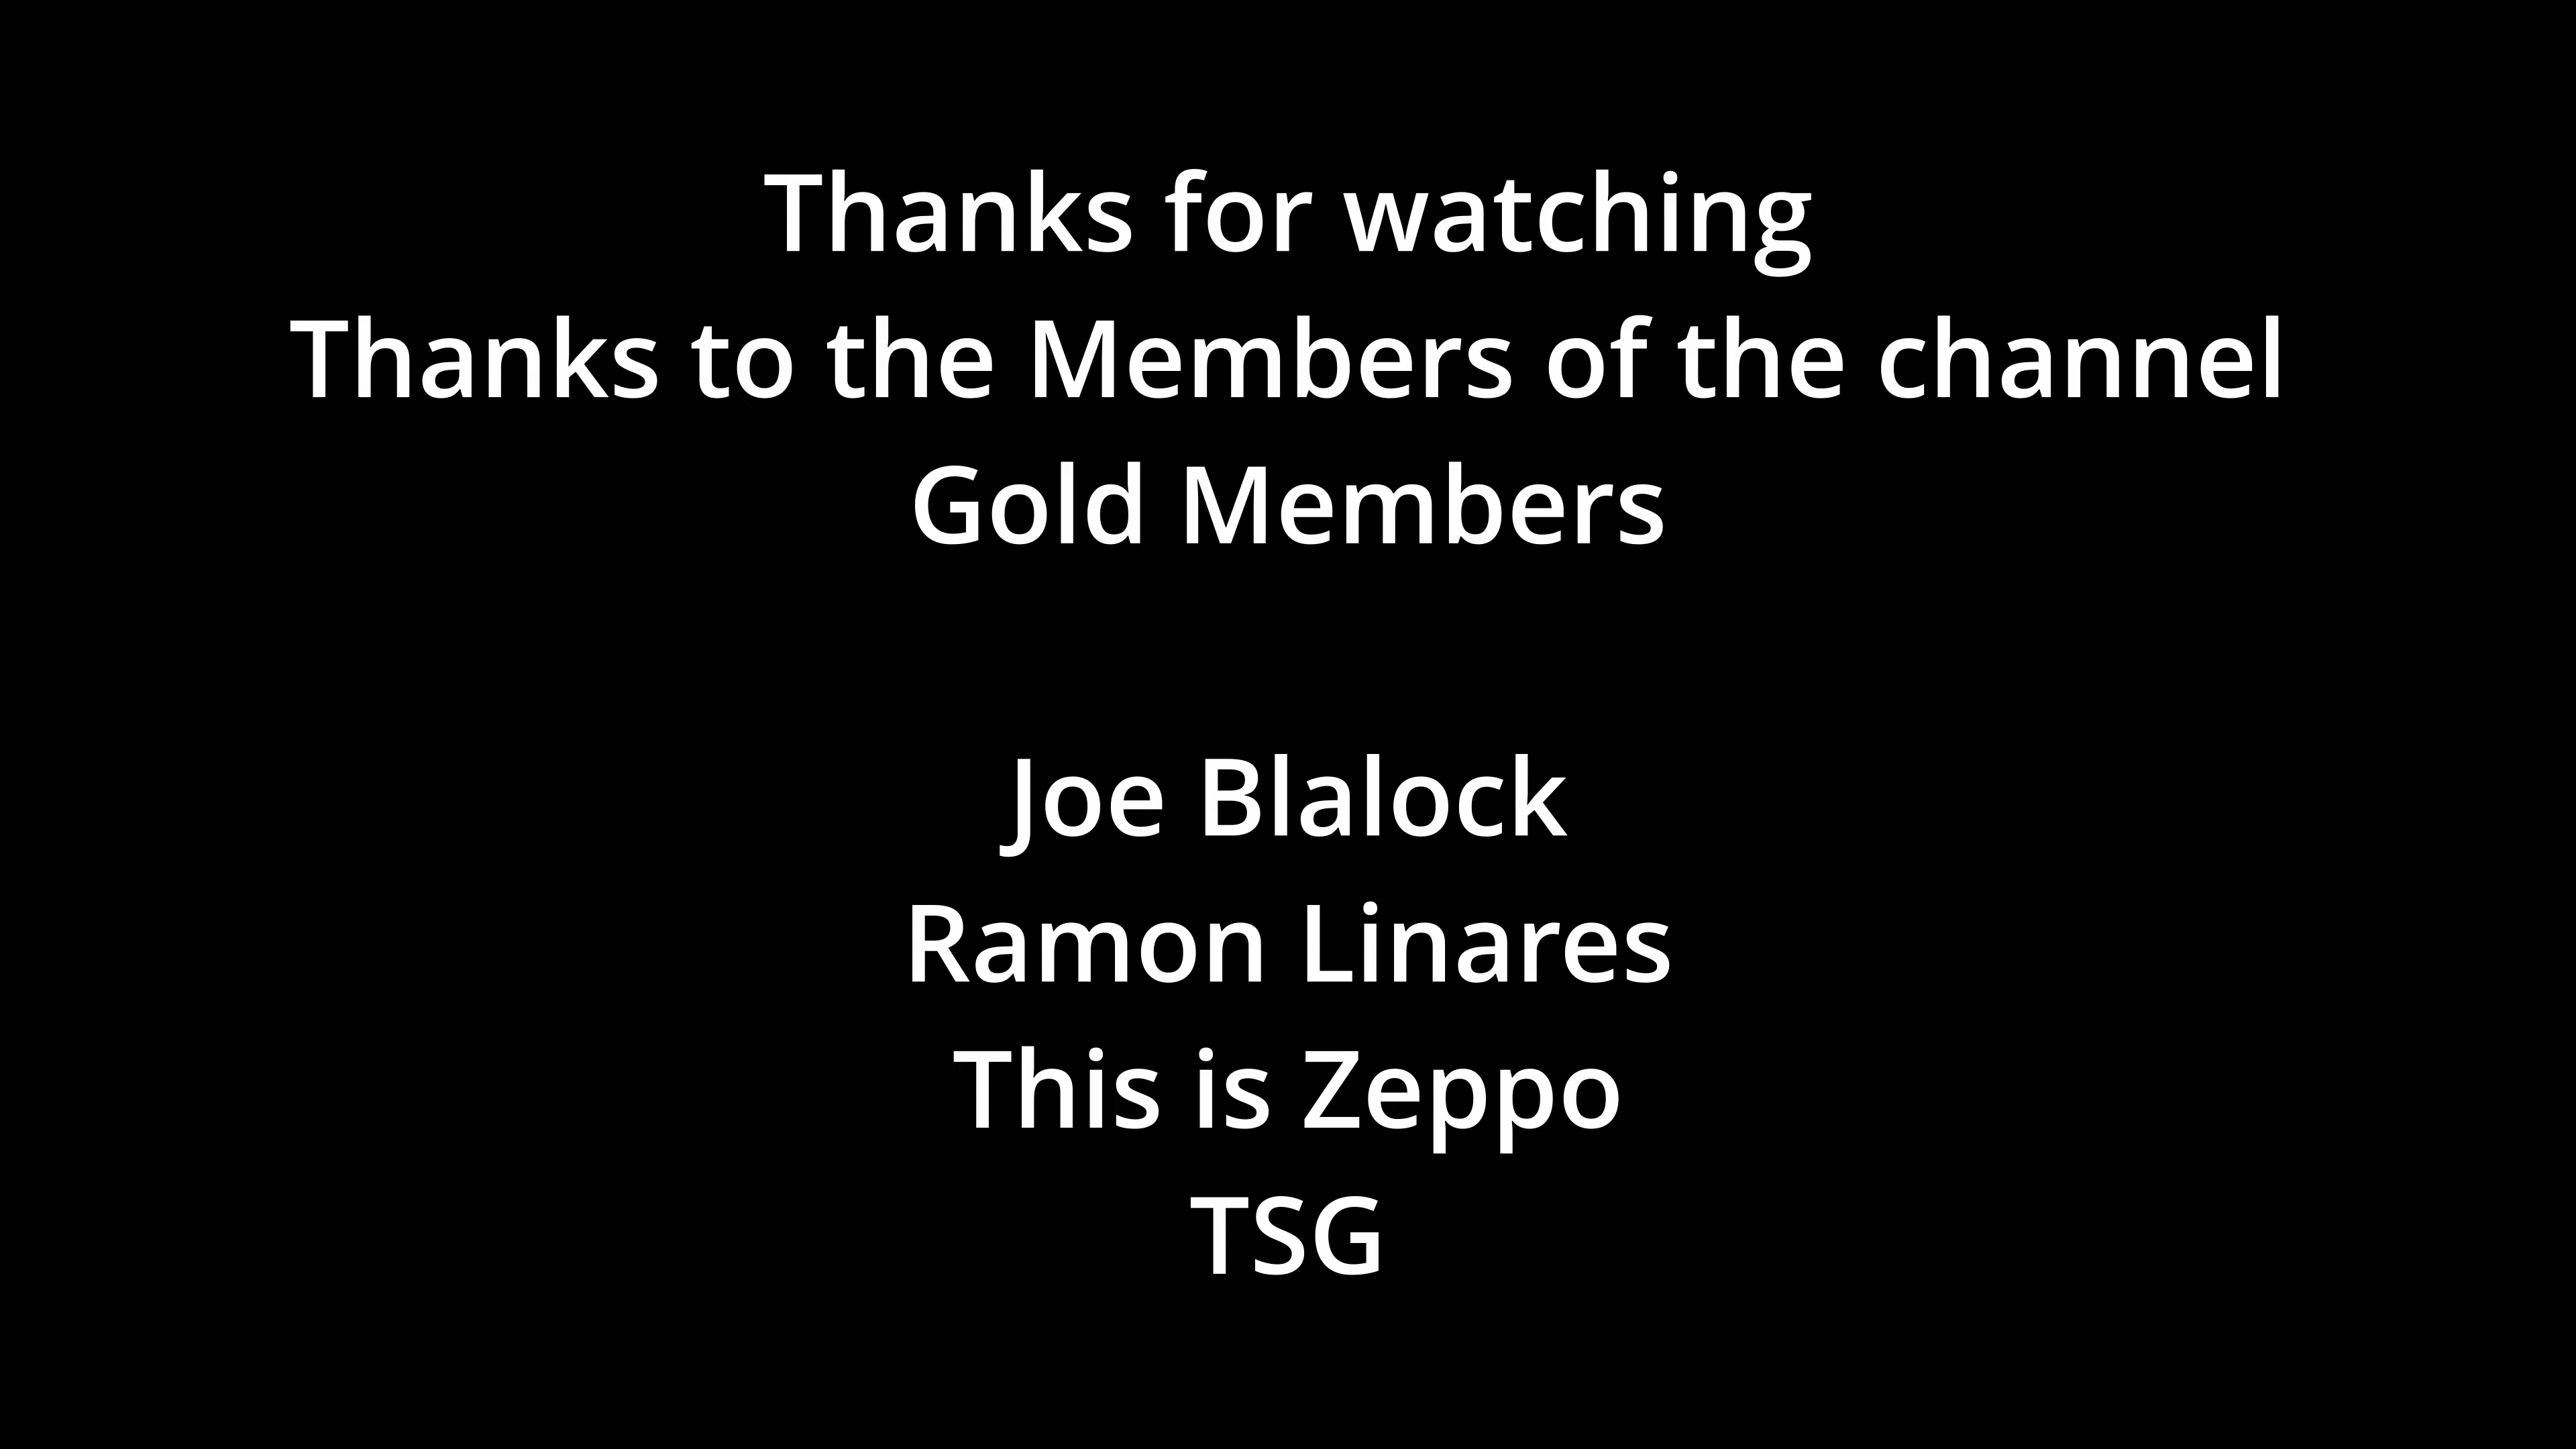 Thanks for watching
Thanks to the Members of the channel
Gold Members
Joe Blalock
Ramon Linares
This is Zeppo
TSG